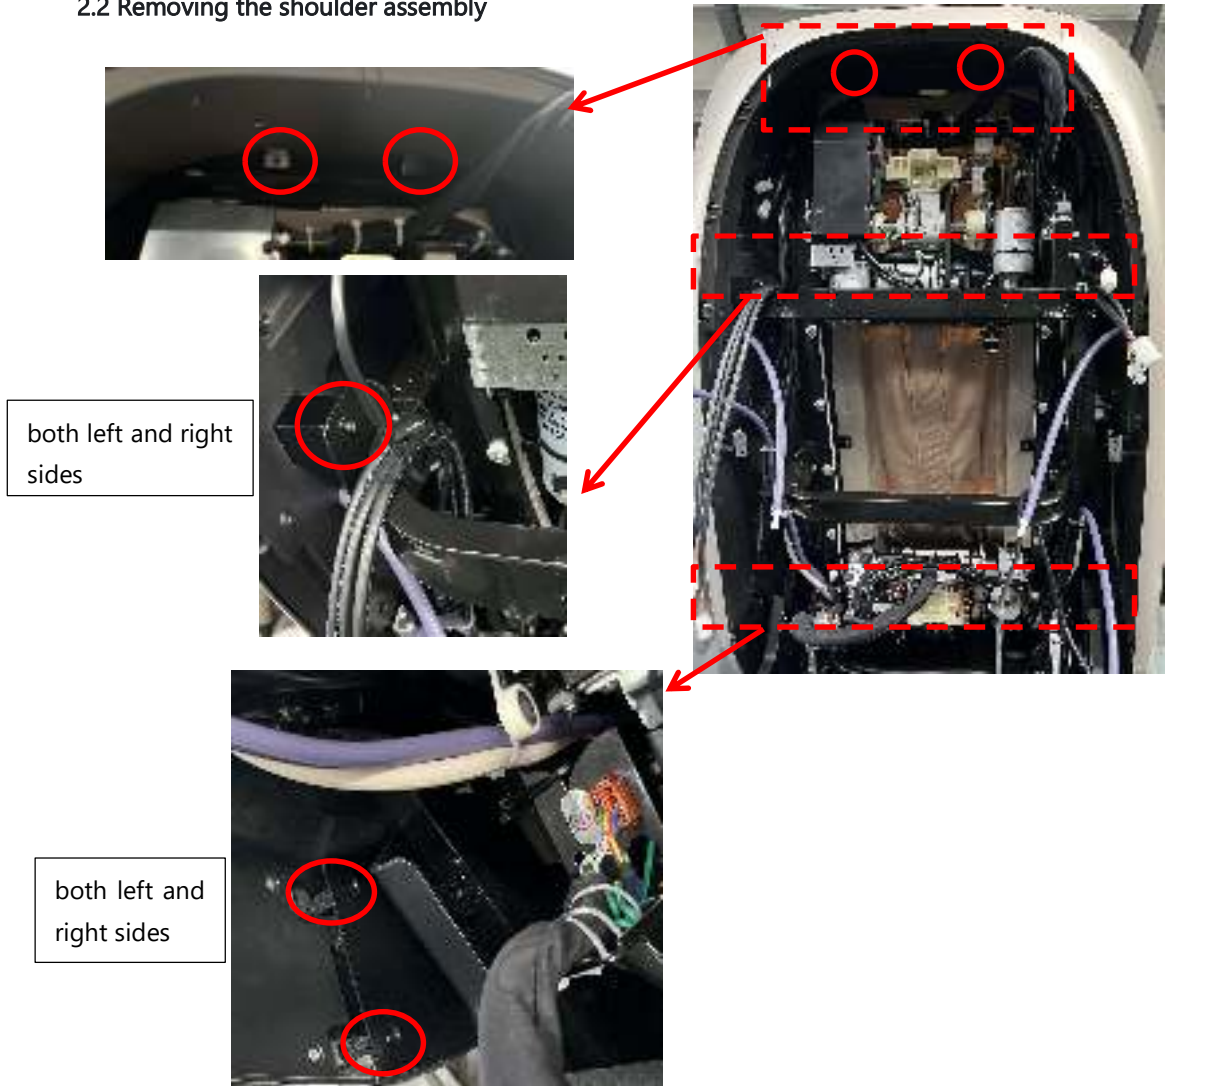 2.2 Removing the shoulder assembly
both left and right
sides
both left and
right sides